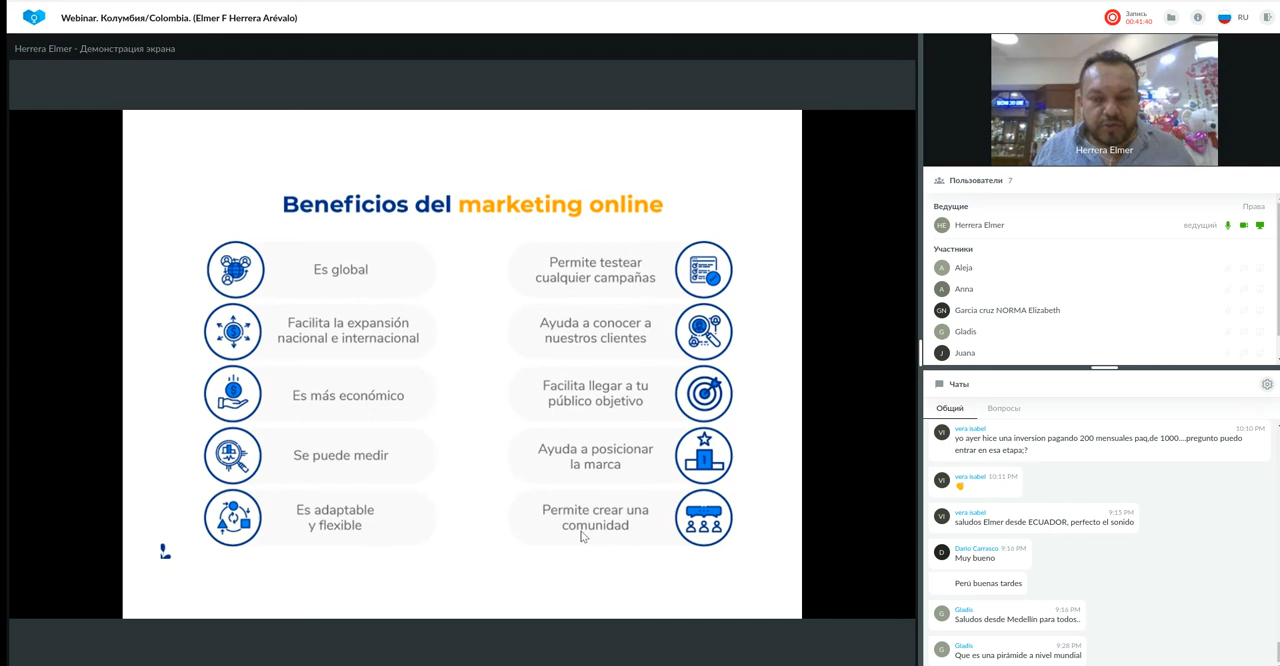 Webinar. Колумбия/Colombia. (Elmer F Herrera Arévalo)
Запись
00:41:40
RU
Herrera Elmer - Демонстрация экрана
Beneficios del marketing online
Es global
Facilita la expansión
nacional e internacional
Es más económico
Se puede medir
Es adaptable
y flexible
Permite testear
cualquier campañas
Ayuda a conocer a
nuestros clientes
Facilita llegar a tu
público objetivo
Ayuda a posicionar
la marca
1
Permite crear una
comunidad
Herrera Elmer
Пользователи 7
Ведущие Права
HE Herrera Elmer ведущий
Участники
A Aleja
A Anna
GN Garcia cruz NORMA Elizabeth
G Gladis
J Juana
Чаты
Общий Вопросы
VI vera isabel 10:10 PM
yo ayer hice una inversion pagando 200 mensuales paq,de 1000....pregunto puedo
entrar en esa etapa;?
VI vera isabel 10:11 PM
VI vera isabel 9:15 PM
saludos Elmer desde ECUADOR, perfecto el sonido
D Dario Carrasco 9:16 PM
Muy bueno
Perú buenas tardes
G Gladis 9:16 PM
Saludos desde Medellín para todos..
G Gladis 9:28 PM
Que es una pirámide a nivel mundial